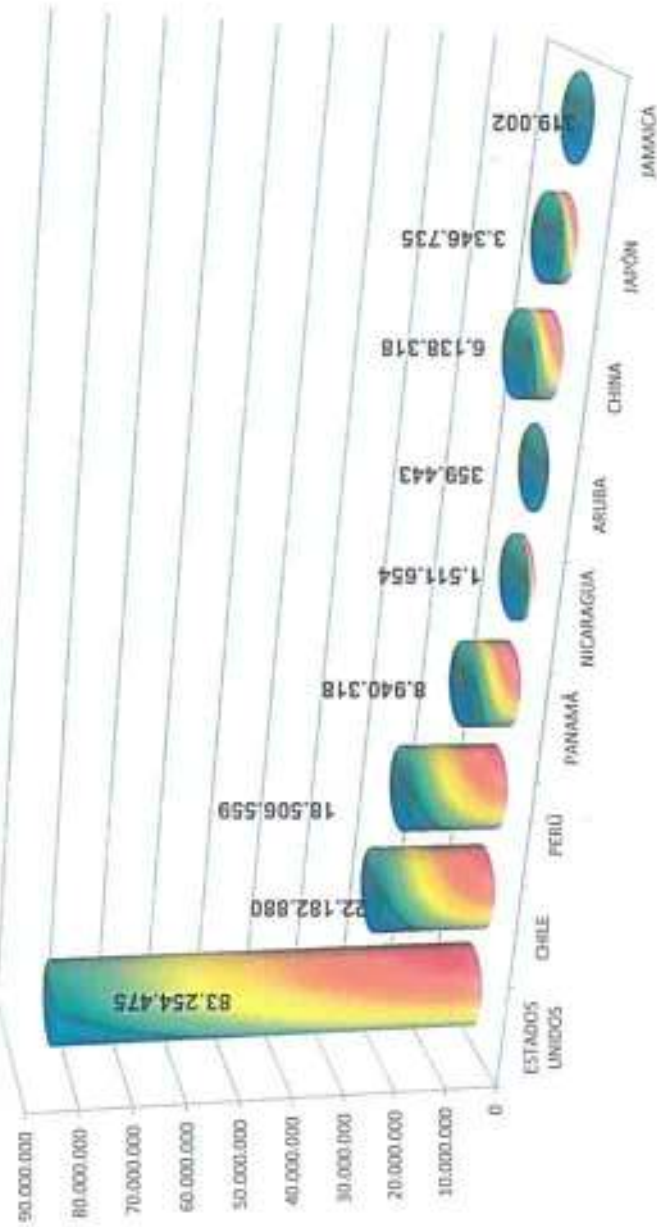 90.000.000
80.000.000
70.000.000
60.000.000
50.000.000
40.000.000
30.000.000
20.000.000
10.000.000
0
83.254.475
22.182.880
18.506.559
8.940.318
1.511.654
359.443
6.138.318
3.346.735
319.002
ESTADOS
UNIDOS
CHILE
PERÚ
PANAMÁ
NICARAGUA
ARUBA
CHINA
JAPÓN
JAMAICA